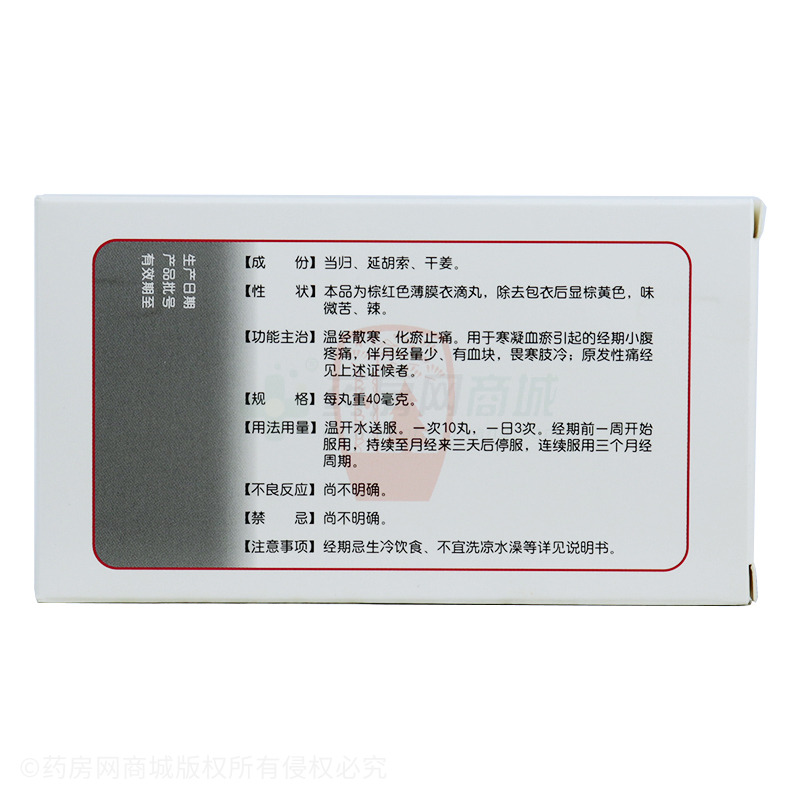 生产日期
产品批号
有效期至
【成　份】当归、延胡索、干姜。
【性　状】本品为棕红色薄膜衣滴丸，除去包衣后显棕黄色，味
微苦、辣。
【功能主治】温经散寒、化瘀止痛。用于寒凝血瘀引起的经期小腹
疼痛，伴月经量少、有血块，畏寒肢冷；原发性痛经
见上述证候者。
【规　格】每丸重40毫克。
【用法用量】温开水送服。一次10丸，一日3次。经期前一周开始
服用，持续至月经来三天后停服，连续服用三个月经
周期。
【不良反应】尚不明确。
【禁　忌】尚不明确。
【注意事项】经期忌生冷饮食、不宜洗凉水澡等详见说明书。
药房网商城
©药房网商城版权所有侵权必究